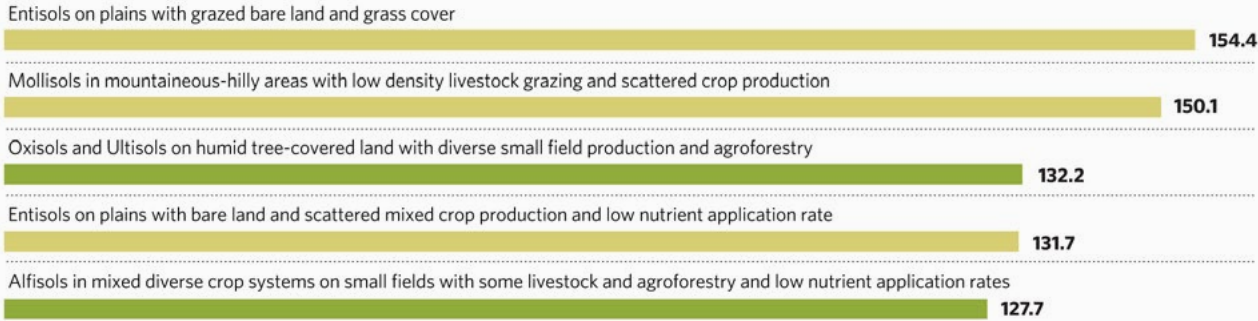 Entisols on plains with grazed bare land and grass cover
154.4
Mollisols in mountaineous-hilly areas with low density livestock grazing and scattered crop production
150.1
Oxisols and Ultisols on humid tree-covered land with diverse small field production and agroforestry
132.2
Entisols on plains with bare land and scattered mixed crop production and low nutrient application rate
131.7
Alfisols in mixed diverse crop systems on small fields with some livestock and agroforestry and low nutrient application rates
127.7